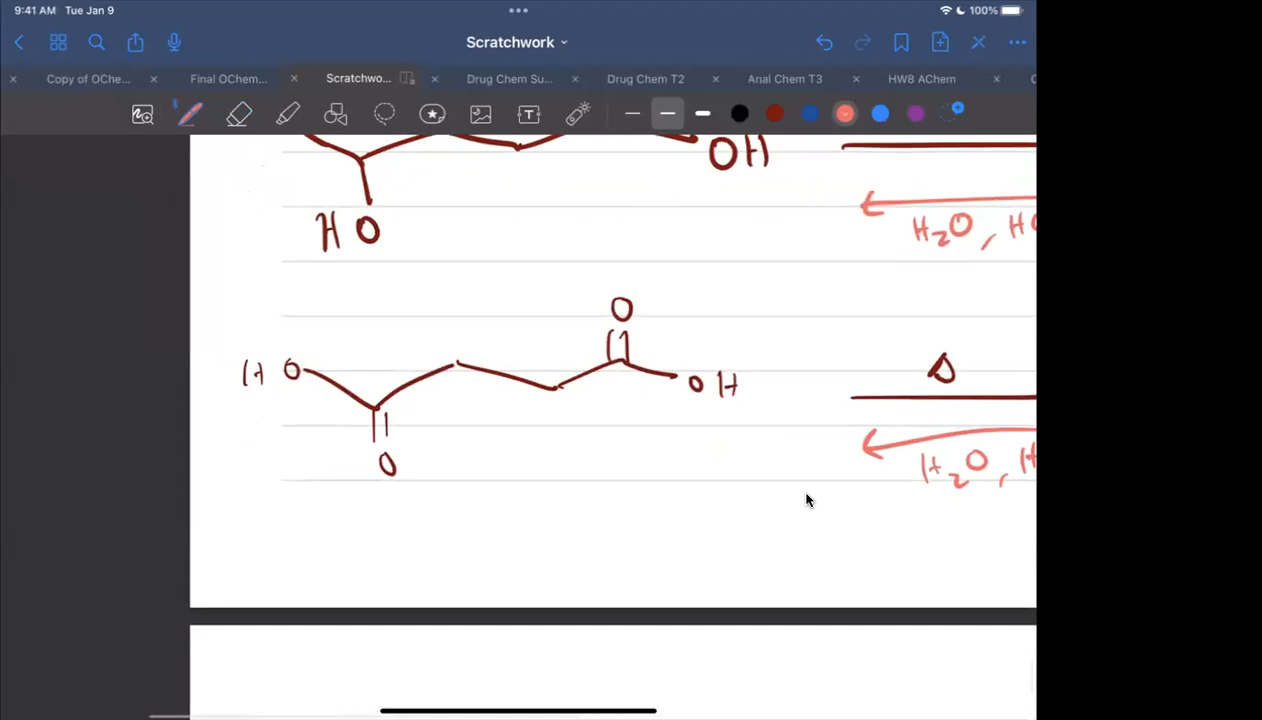 9:41 AM Tue Jan 9
100%
Scratchwork
Copy of OChe...
Final OChem...
Scratchwo...
Drug Chem Su...
Drug Chem T2
Anal Chem T3
HW8 AChem
T
OH
HO
H₂O, H
O
Δ
HO
OH
O
H₂O, H